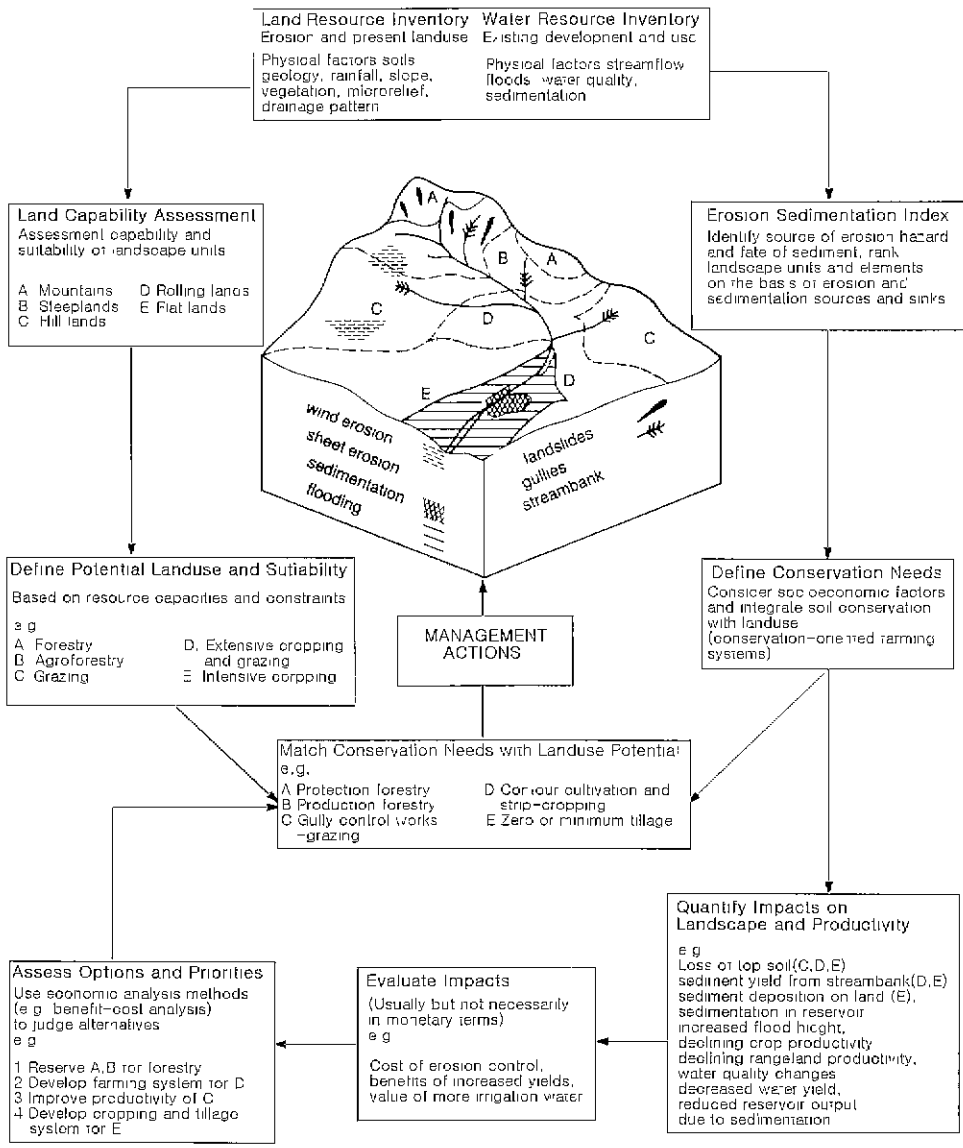 Land Resource Inventory
Erosion and present landuse
Physical factors soils
geology, rainfall, slope,
vegetation, microrelief,
drainage pattern
Water Resource Inventory
Existing development and use
Physical factors streamflow
floods water quality,
sedimentation
Land Capability Assessment
Assessment capability and
suitability of landscape units
A Mountains
B Steeplands
C Hill lands
D Rolling lands
E Flat lands
A
B
A
C
D
C
E
D
wind erosion
sheet erosion
sedimentation
flooding
landslides
gullies
streambank
Erosion Sedimentation Index
Identify source of erosion hazard
and fate of sediment, rank
landscape units and elements
on the basis of erosion and
sedimentation sources and sinks
Define Potential Landuse and Sutiability
Based on resource capacities and constraints
e g
A Forestry
B Agroforestry
C Grazing
D. Extensive cropping
and grazing
E Intensive corpping
MANAGEMENT
ACTIONS
Define Conservation Needs
Consider socioeconomic factors
and integrate soil conservation
with landuse
(conservation-oriented farming
systems)
Match Conservation Needs with Landuse Potential
e.g.
A Protection forestry
B Production forestry
C Gully control works
-grazing
D Contour cultivation and
strip-cropping
E Zero or minimum tillage
Quantify Impacts on
Landscape and Productivity
e g
Loss of top soil(C,D,E)
sediment yield from streambank(D,E)
sediment deposition on land (E),
sedimentation in reservoir
increased flood hieght,
declining crop productivity
declining rangeland productivity,
water quality changes
decreased water yield,
reduced reservoir output
due to sedimentation
Evaluate Impacts
(Usually but not necessarily
in monetary terms)
e g
Cost of erosion control,
benefits of increased yields,
value of more irrigation water
Assess Options and Priorities
Use economic analysis methods
(e g benefit-cost analysis)
to judge alternatives
e g
1 Reserve A,B for forestry
2 Develop farming system for D
3 Improve productivity of C
4 Develop cropping and tillage
system for E